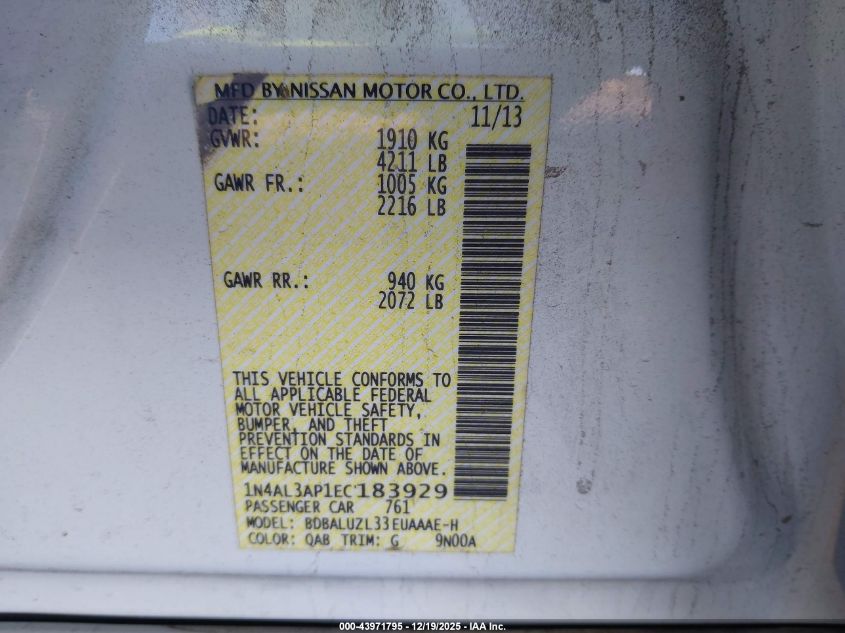 MFD BY NISSAN MOTOR CO., LTD.
DATE: 11/13
GVWR: 1910 KG
4211 LB
GAWR FR.: 1005 KG
2216 LB
GAWR RR.: 940 KG
2072 LB
THIS VEHICLE CONFORMS TO
ALL APPLICABLE FEDERAL
MOTOR VEHICLE SAFETY,
BUMPER, AND THEFT
PREVENTION STANDARDS IN
EFFECT ON THE DATE OF
MANUFACTURE SHOWN ABOVE.
1N4AL3AP1EC183929
PASSENGER CAR 761
MODEL: BDBALUZL33EUAAAE-H
COLOR: QAB TRIM: G 9N00A
000-43971795 - 12/19/2025 - IAA Inc.